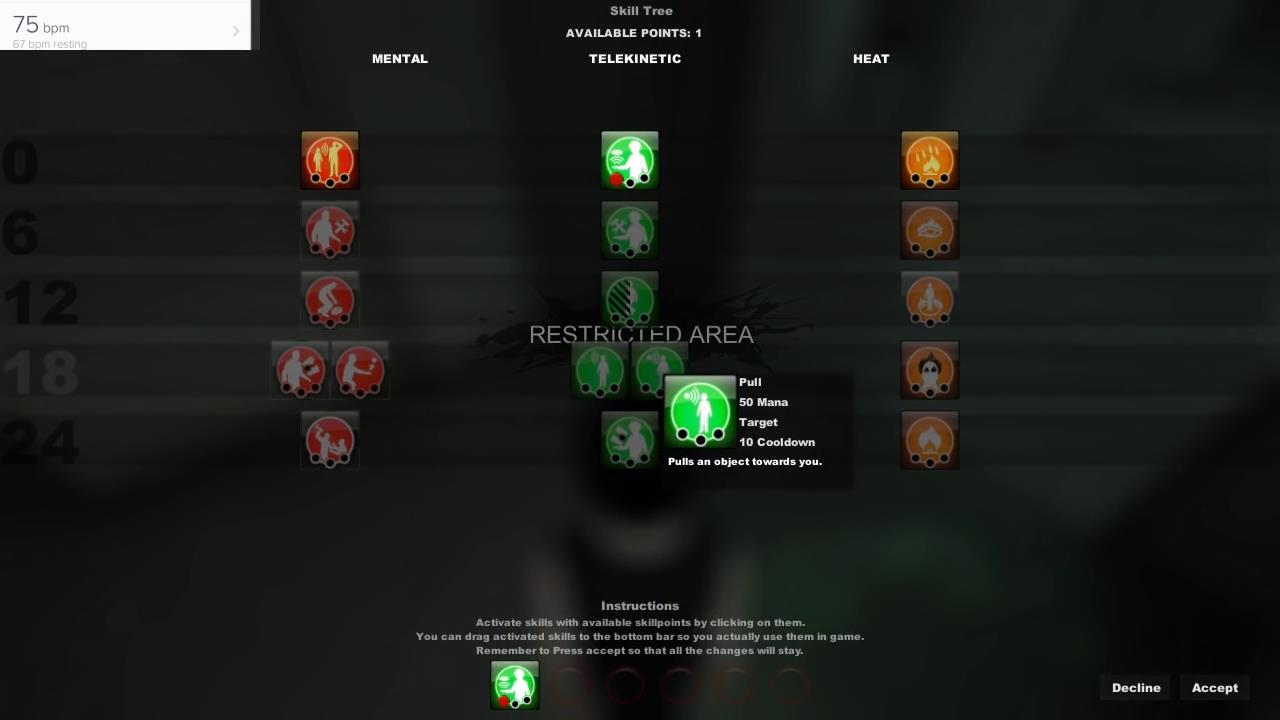 75 bpm
67 bpm resting
Skill Tree
AVAILABLE POINTS: 1
MENTAL
TELEKINETIC
HEAT
0
6
12
RESTRICTED AREA
18
Pull
50 Mana
Target
10 Cooldown
Pulls an object towards you.
24
Instructions
Activate skills with available skillpoints by clicking on them.
You can drag activated skills to the bottom bar so you actually use them in game.
Remember to Press accept so that all the changes will stay.
Decline
Accept